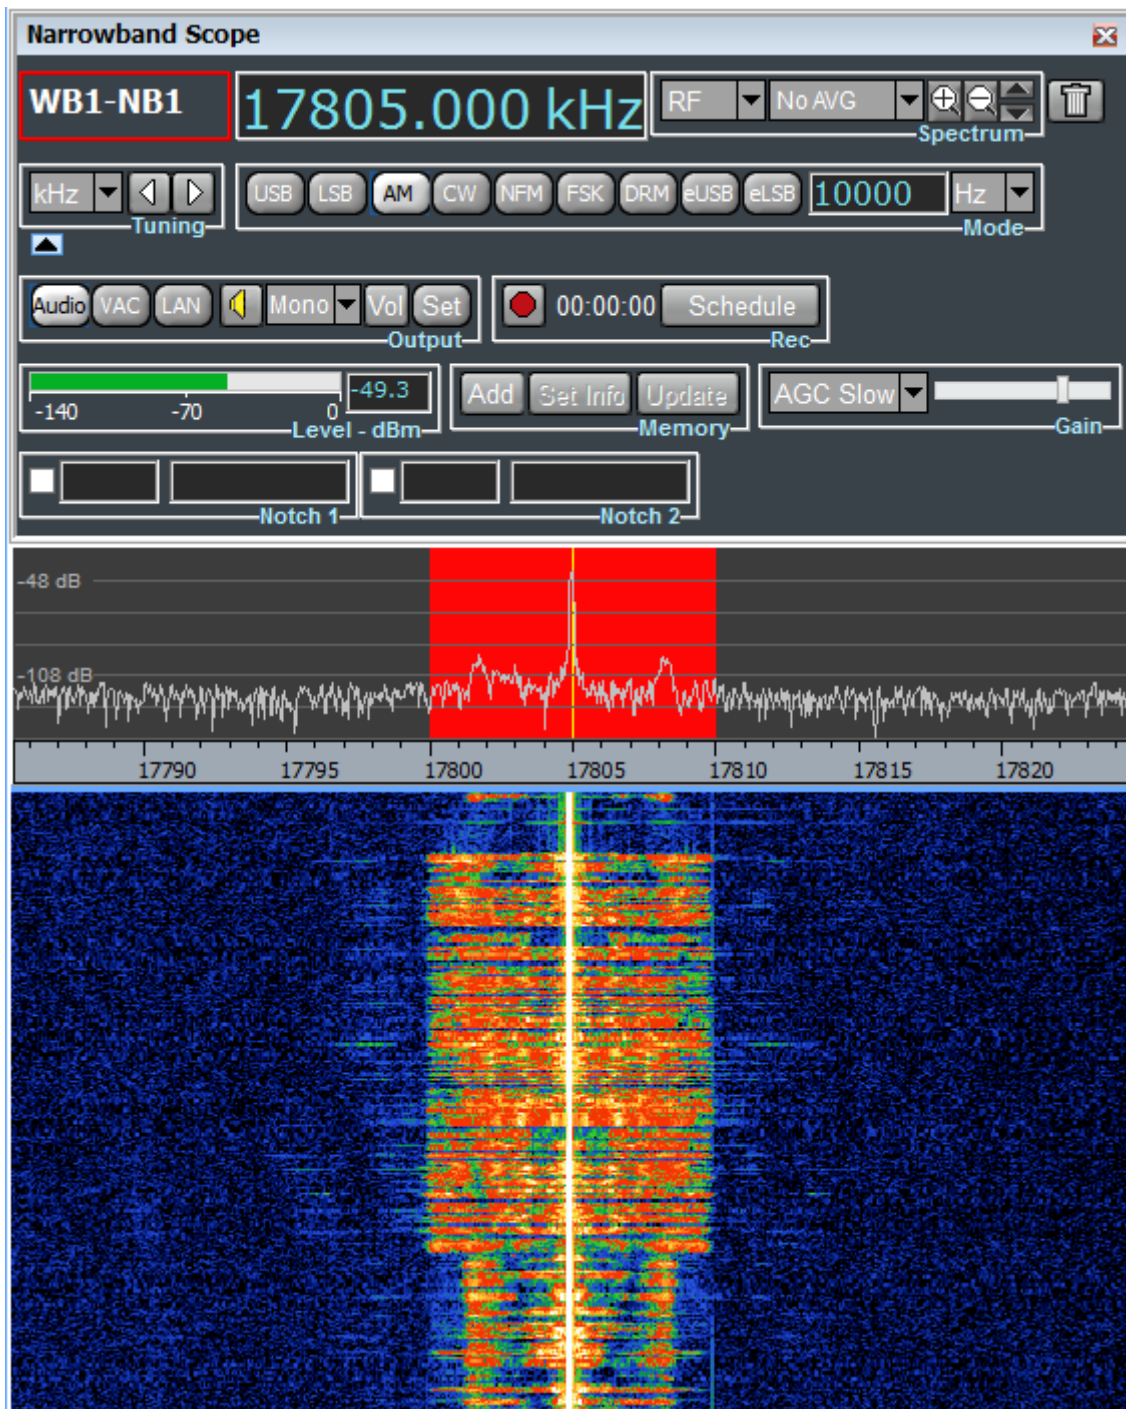 Narrowband Scope
WB1-NB1
17805.000 kHz
RF No AVG
Spectrum
kHz
Tuning
USB LSB AM CW NFM FSK DRM eUSB eLSB 10000 Hz
Mode
Audio VAC LAN Mono Vol Set
Output
00:00:00 Schedule
Rec
-49.3
-140 -70 0
Level - dBm
Add Set Info Update
Memory
AGC Slow
Gain
Notch 1
Notch 2
-48 dB
-108 dB
17790 17795 17800 17805 17810 17815 17820